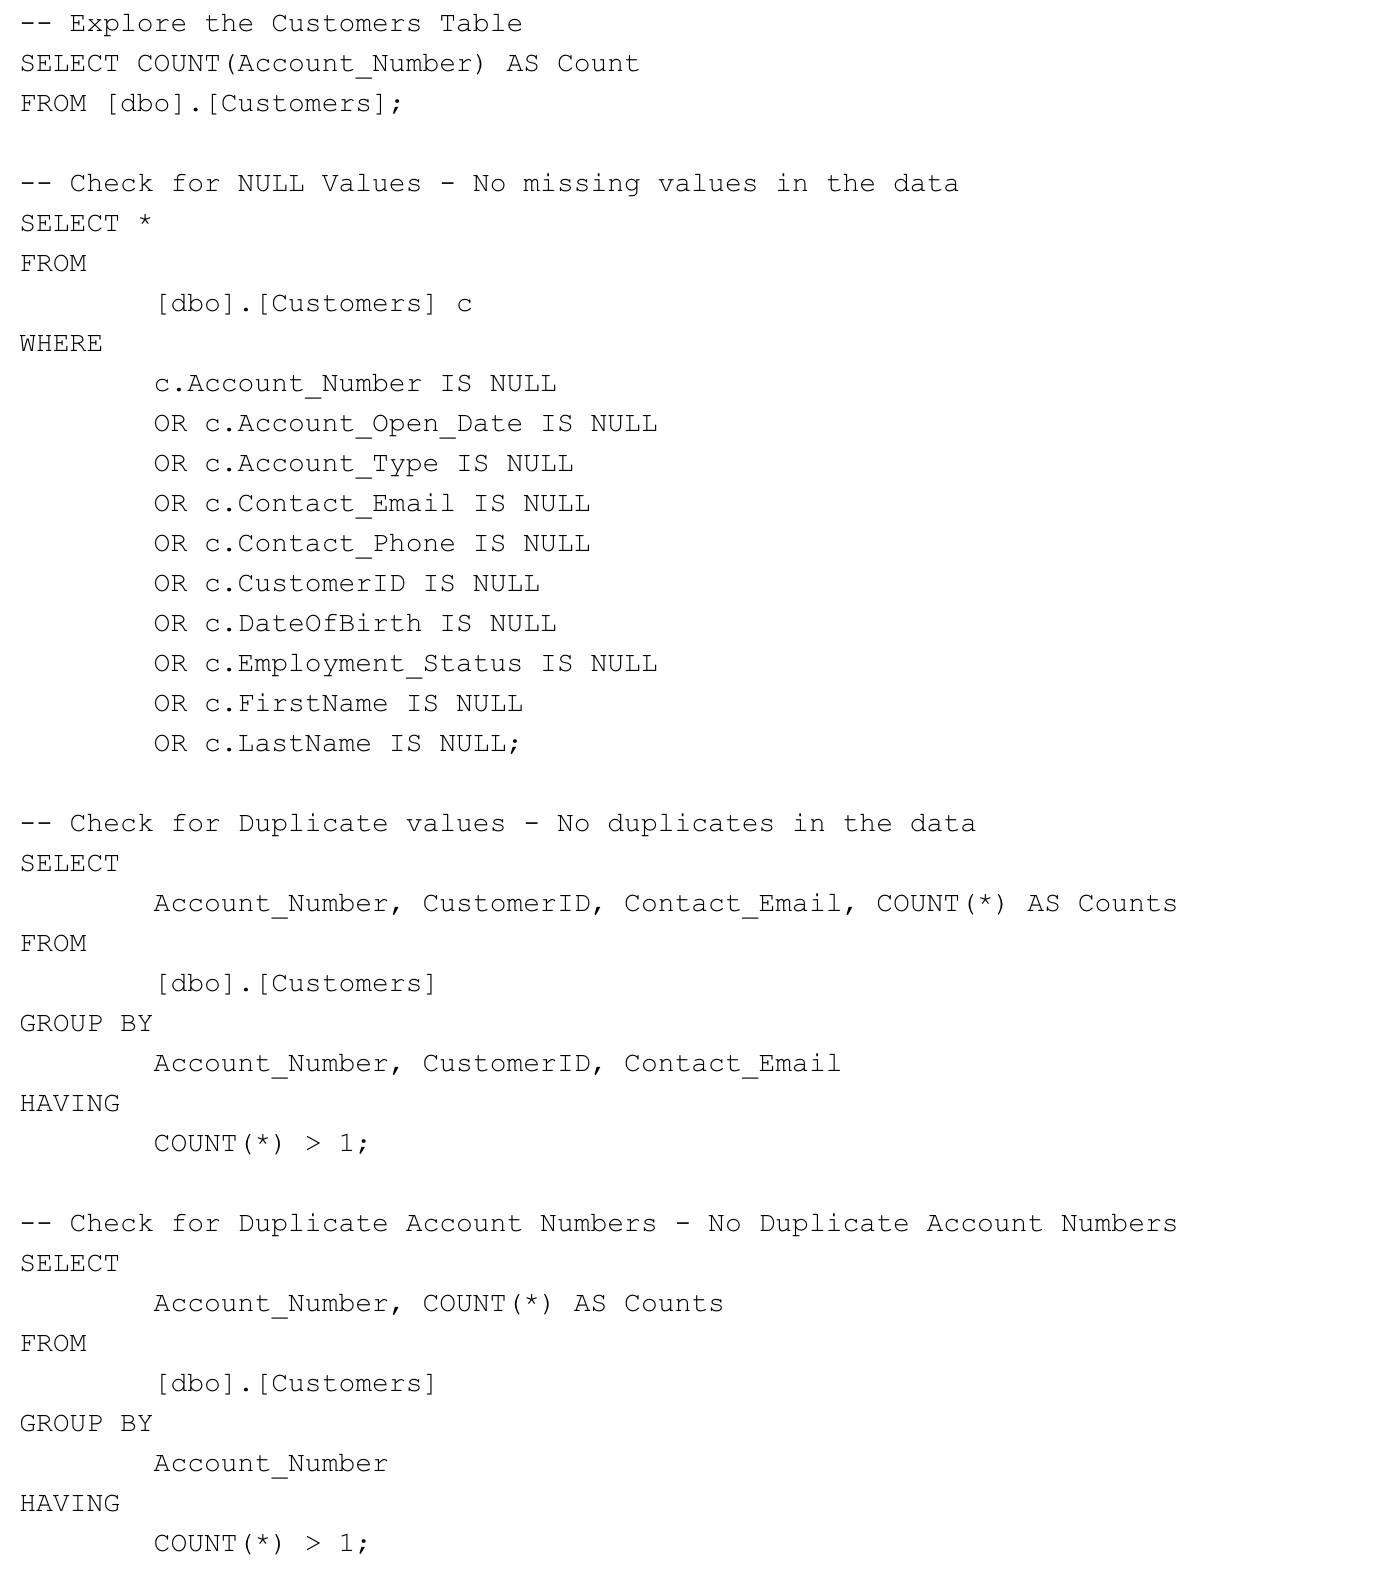 -- Explore the Customers Table
SELECT COUNT(Account_Number) AS Count
FROM [dbo].[Customers];

-- Check for NULL Values - No missing values in the data
SELECT *
FROM
        [dbo].[Customers] c
WHERE
        c.Account_Number IS NULL
        OR c.Account_Open_Date IS NULL
        OR c.Account_Type IS NULL
        OR c.Contact_Email IS NULL
        OR c.Contact_Phone IS NULL
        OR c.CustomerID IS NULL
        OR c.DateOfBirth IS NULL
        OR c.Employment_Status IS NULL
        OR c.FirstName IS NULL
        OR c.LastName IS NULL;

-- Check for Duplicate values - No duplicates in the data
SELECT
        Account_Number, CustomerID, Contact_Email, COUNT(*) AS Counts
FROM
        [dbo].[Customers]
GROUP BY
        Account_Number, CustomerID, Contact_Email
HAVING
        COUNT(*) > 1;

-- Check for Duplicate Account Numbers - No Duplicate Account Numbers
SELECT
        Account_Number, COUNT(*) AS Counts
FROM
        [dbo].[Customers]
GROUP BY
        Account_Number
HAVING
        COUNT(*) > 1;